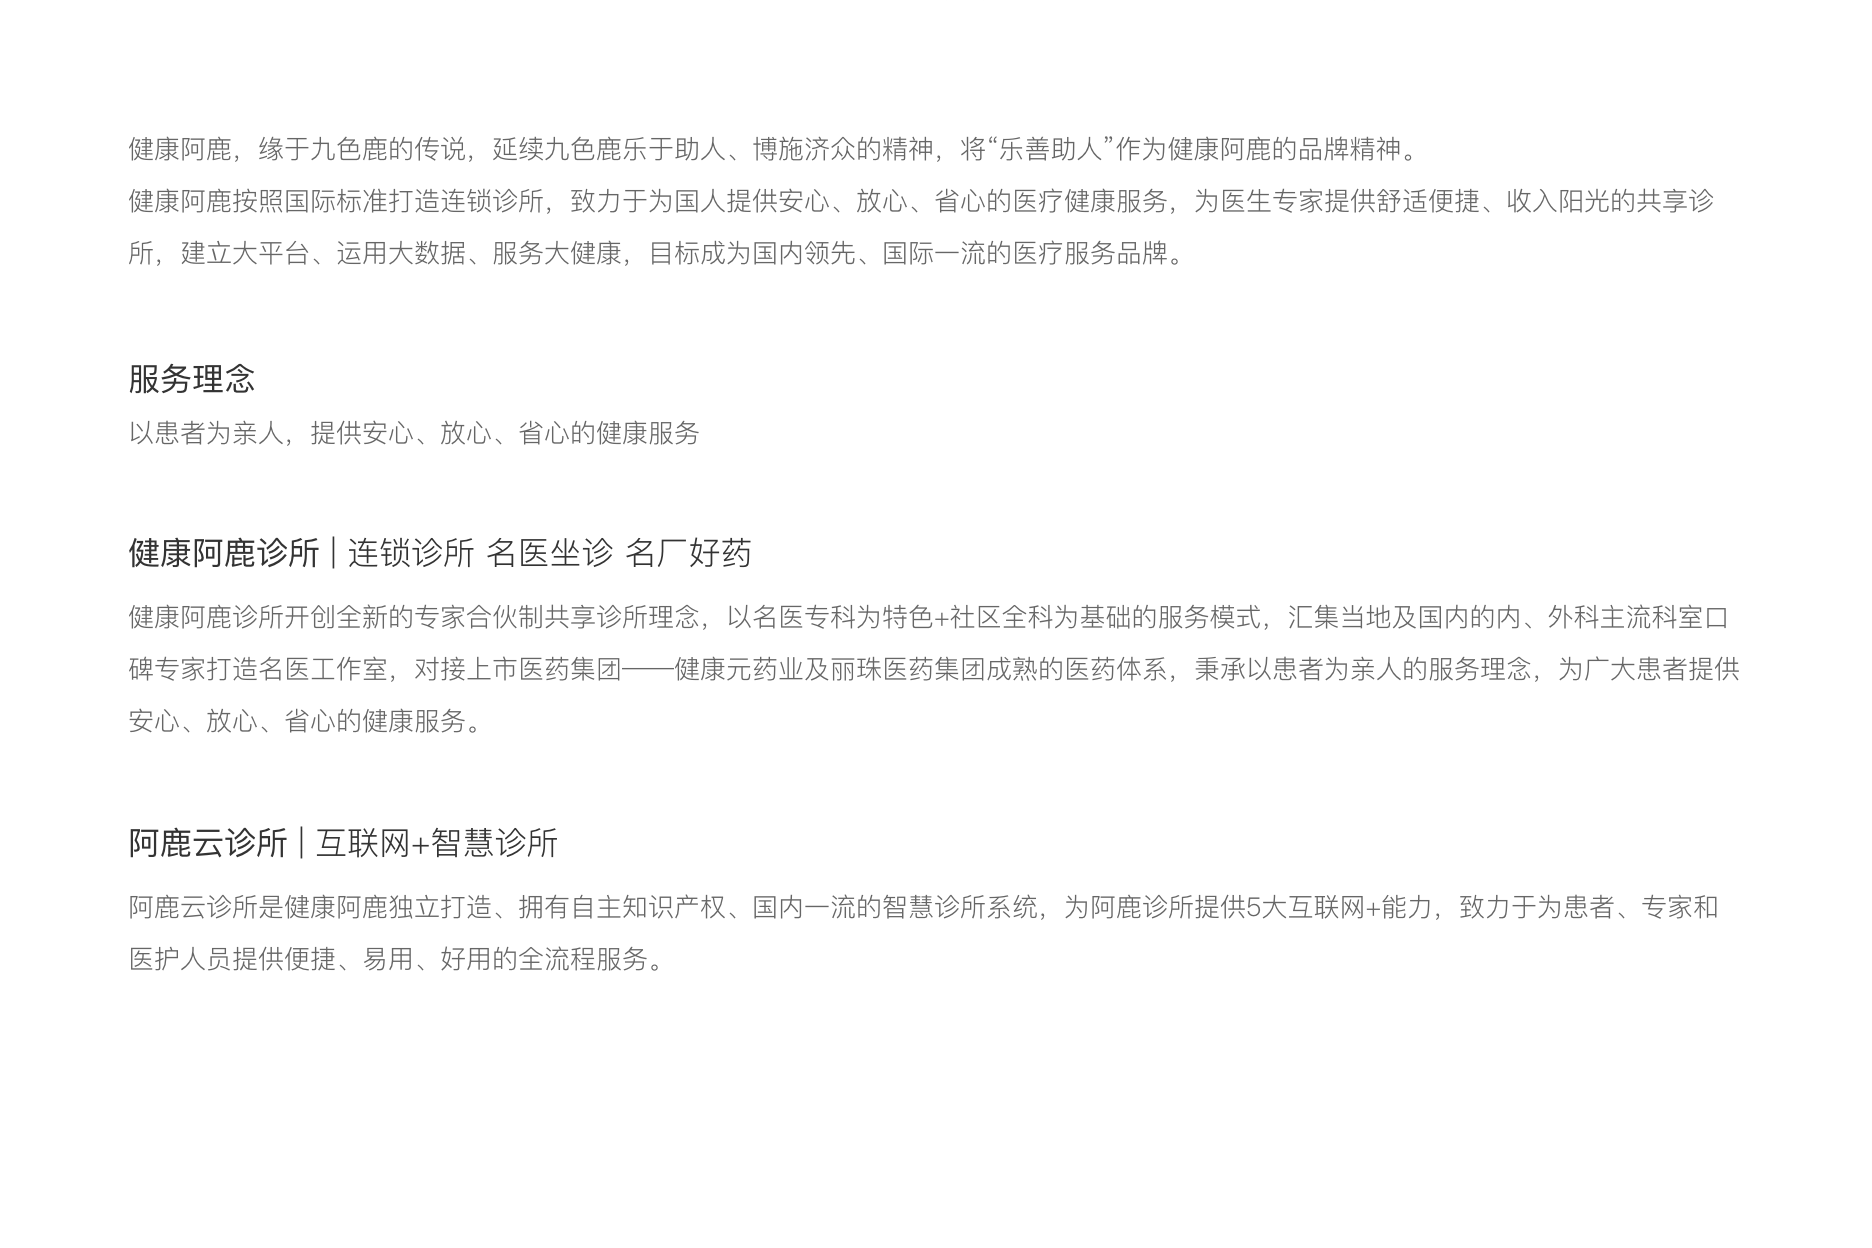 健康阿鹿，缘于九色鹿的传说，延续九色鹿乐于助人、博施济众的精神，将“乐善助人”作为健康阿鹿的品牌精神。
健康阿鹿按照国际标准打造连锁诊所，致力于为国人提供安心、放心、省心的医疗健康服务，为医生专家提供舒适便捷、收入阳光的共享诊
所，建立大平台、运用大数据、服务大健康，目标成为国内领先、国际一流的医疗服务品牌。
服务理念
以患者为亲人，提供安心、放心、省心的健康服务
健康阿鹿诊所 | 连锁诊所 名医坐诊 名厂好药
健康阿鹿诊所开创全新的专家合伙制共享诊所理念，以名医专科为特色+社区全科为基础的服务模式，汇集当地及国内的内、外科主流科室口
碑专家打造名医工作室，对接上市医药集团——健康元药业及丽珠医药集团成熟的医药体系，秉承以患者为亲人的服务理念，为广大患者提供
安心、放心、省心的健康服务。
阿鹿云诊所 | 互联网+智慧诊所
阿鹿云诊所是健康阿鹿独立打造、拥有自主知识产权、国内一流的智慧诊所系统，为阿鹿诊所提供5大互联网+能力，致力于为患者、专家和
医护人员提供便捷、易用、好用的全流程服务。